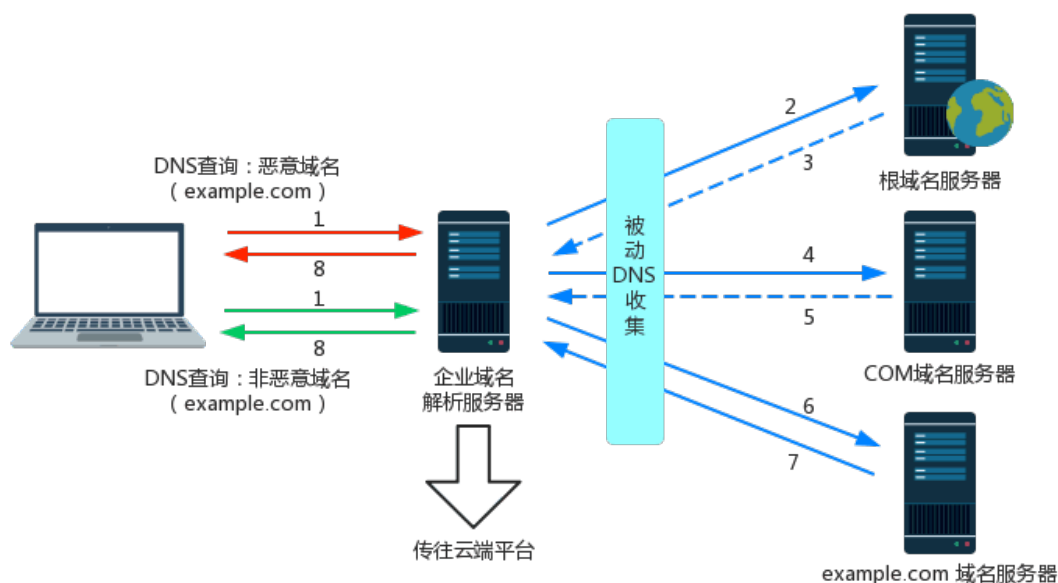 DNS查询：恶意域名
（example.com）
1
8
1
8
DNS查询：非恶意域名
（example.com）
企业域名
解析服务器
传往云端平台
被
动
DNS
收
集
2
3
根域名服务器
4
5
COM域名服务器
6
7
example.com 域名服务器